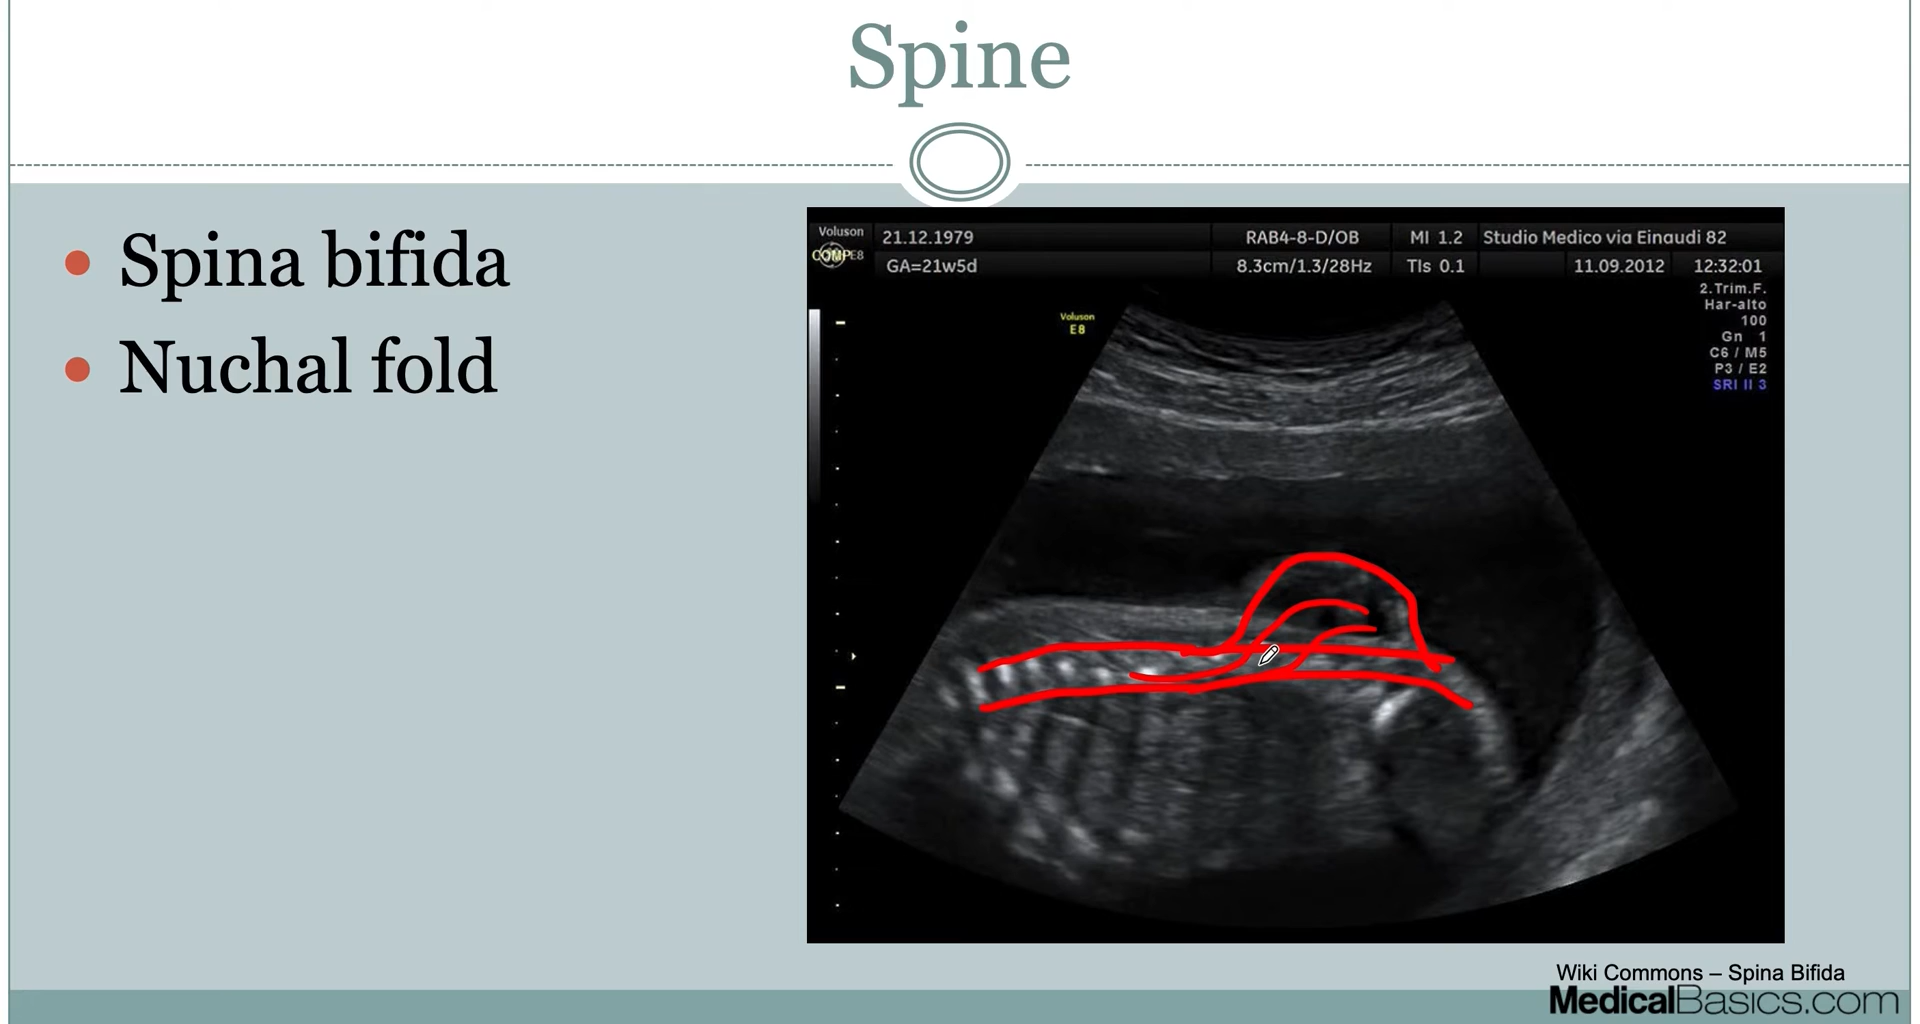 Spine
Spina bifida
Nuchal fold
Voluson
E8
21.12.1979
RAB4-8-D/OB
MI 1.2
Studio Medico via Einaudi 82
GA=21w5d
8.3cm/1.3/28Hz
TIs 0.1
11.09.2012
12:32:01
2.Trim.F.
Har-alto
100
Gn 1
C6 / M5
P3 / E2
SRI II 3
Voluson
E8
Wiki Commons – Spina Bifida
MedicalBasics.com